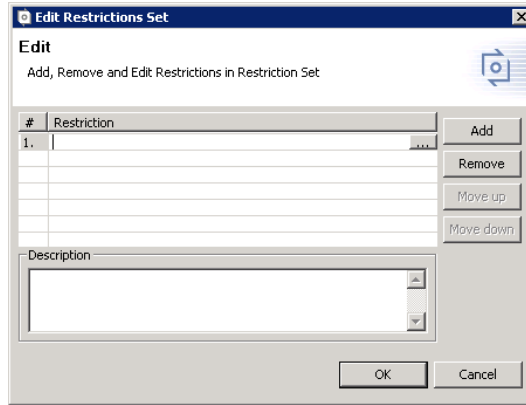 Edit Restrictions Set
Edit
Add, Remove and Edit Restrictions in Restriction Set
# Restriction
1. ...
Add
Remove
Move up
Move down
Description
OK Cancel